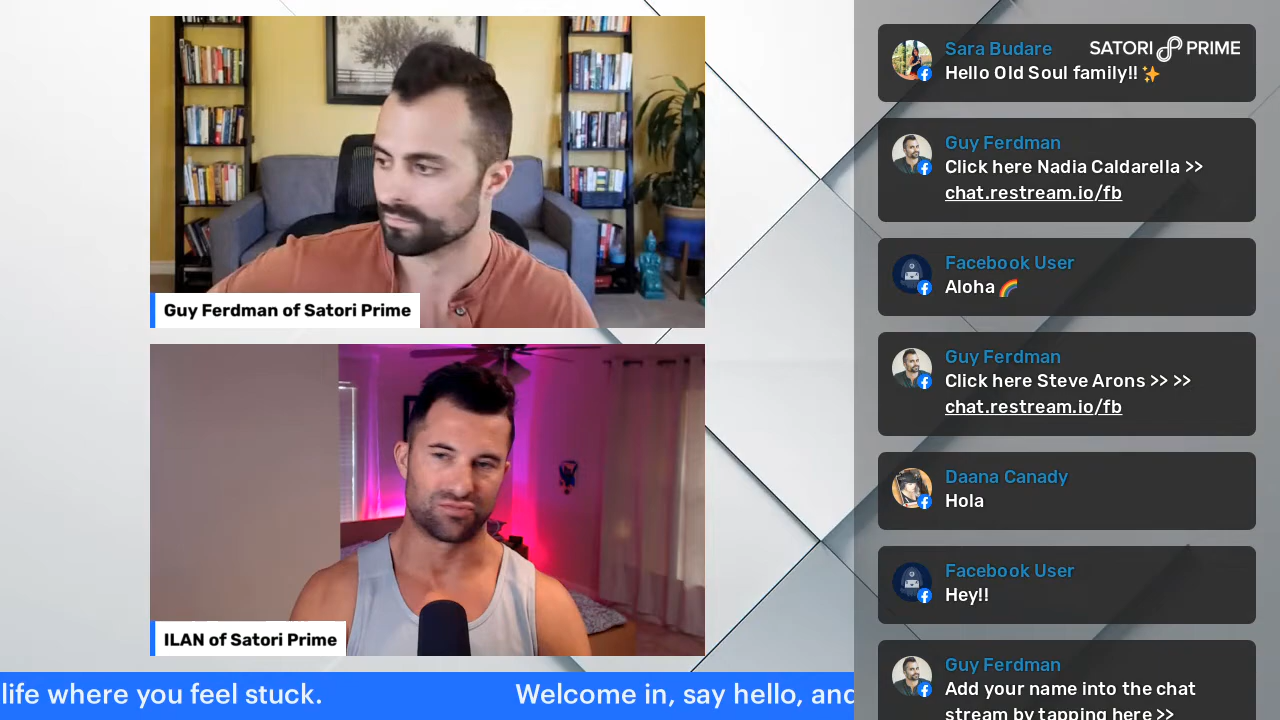 Guy Ferdman of Satori Prime
ILAN of Satori Prime
life where you feel stuck.
Welcome in, say hello, and
SATORI PRIME
Sara Budare
Hello Old Soul family!! ✨
Guy Ferdman
Click here Nadia Caldarella >>
chat.restream.io/fb
Facebook User
Aloha 🌈
Guy Ferdman
Click here Steve Arons >> >>
chat.restream.io/fb
Daana Canady
Hola
Facebook User
Hey!!
Guy Ferdman
Add your name into the chat
stream by tapping here >>